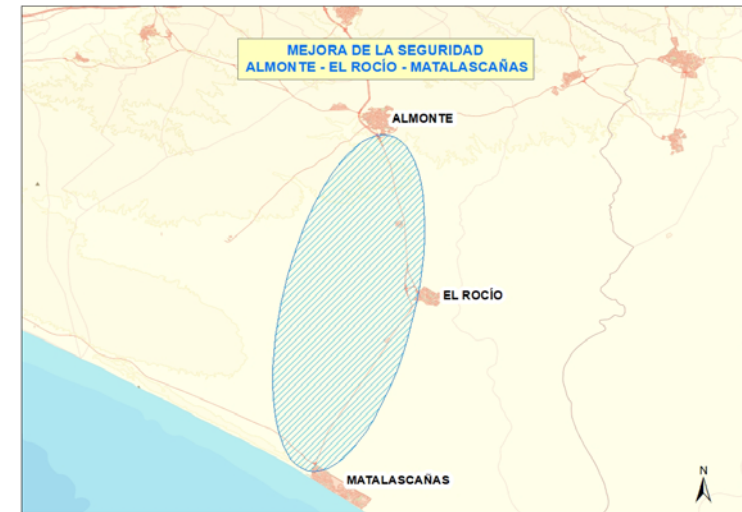 MEJORA DE LA SEGURIDAD
ALMONTE - EL ROCÍO - MATALASCAÑAS
ALMONTE
EL ROCÍO
MATALASCAÑAS
N